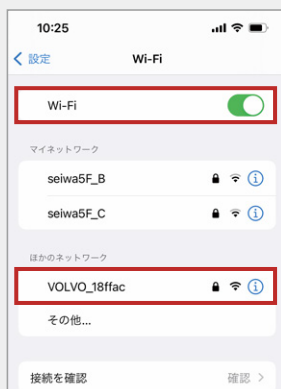 10:25
設定
Wi-Fi
Wi-Fi
マイネットワーク
seiwa5F_B
seiwa5F_C
ほかのネットワーク
VOLVO_18ffac
その他...
接続を確認
確認